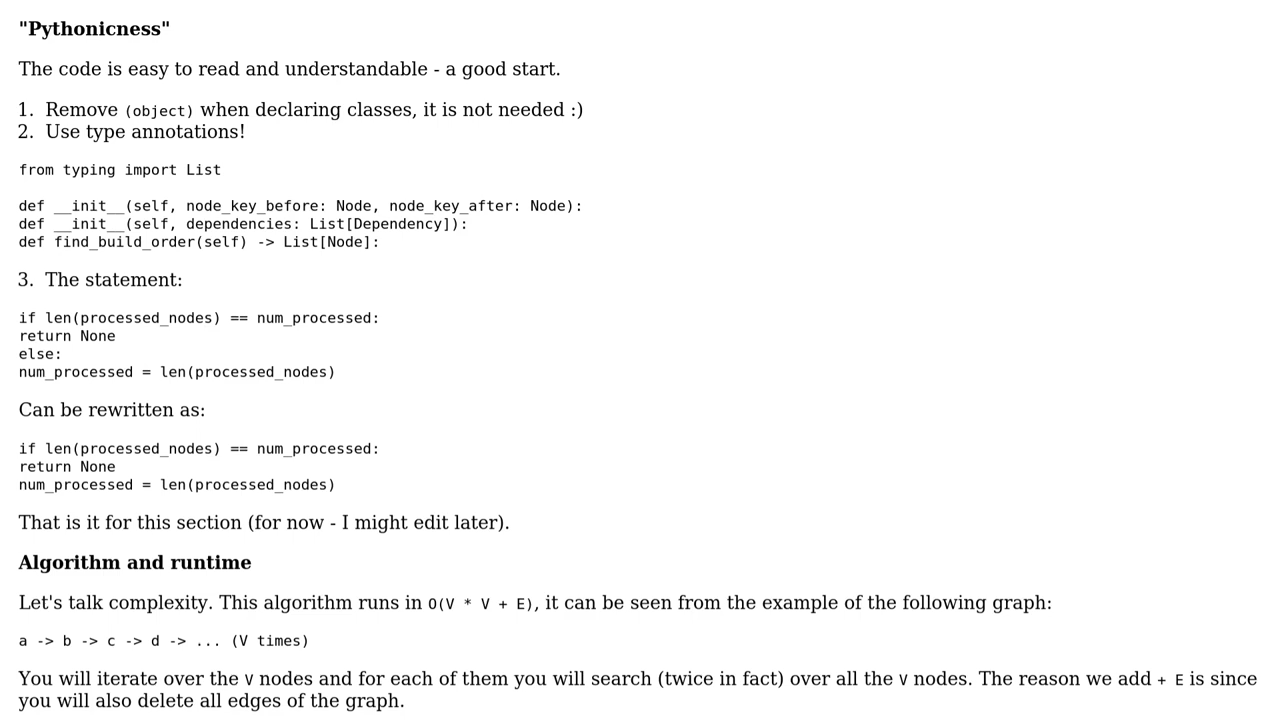 "Pythonicness"
The code is easy to read and understandable - a good start.
1. Remove (object) when declaring classes, it is not needed :)
2. Use type annotations!
from typing import List
def __init__(self, node_key_before: Node, node_key_after: Node):
def __init__(self, dependencies: List[Dependency]):
def find_build_order(self) -> List[Node]:
3. The statement:
if len(processed_nodes) == num_processed:
return None
else:
num_processed = len(processed_nodes)
Can be rewritten as:
if len(processed_nodes) == num_processed:
return None
num_processed = len(processed_nodes)
That is it for this section (for now - I might edit later).
Algorithm and runtime
Let's talk complexity. This algorithm runs in O(V * V + E), it can be seen from the example of the following graph:
a -> b -> c -> d -> ... (V times)
You will iterate over the V nodes and for each of them you will search (twice in fact) over all the V nodes. The reason we add + E is since
you will also delete all edges of the graph.